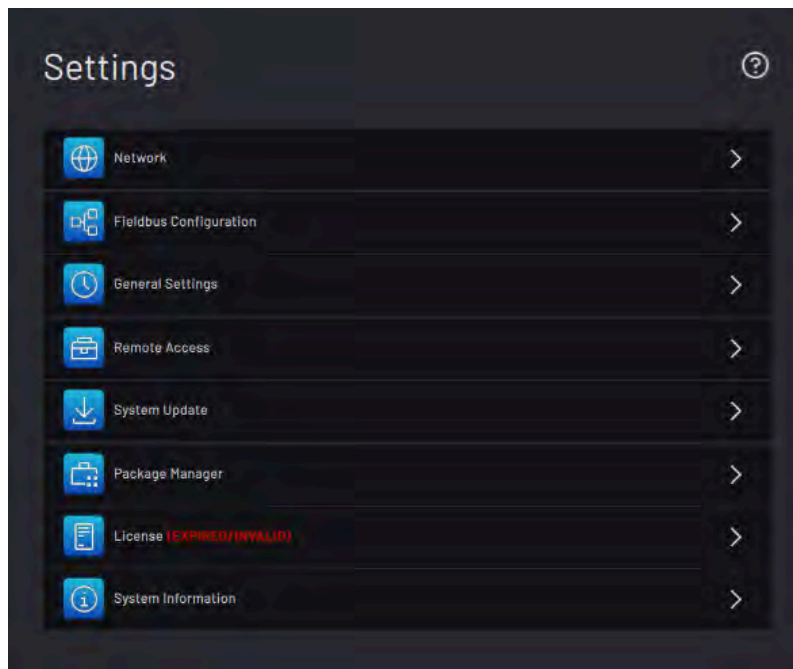 Settings
?
Network
Fieldbus Configuration
General Settings
Remote Access
System Update
Package Manager
License (EXPIRED/INVALID)
System Information